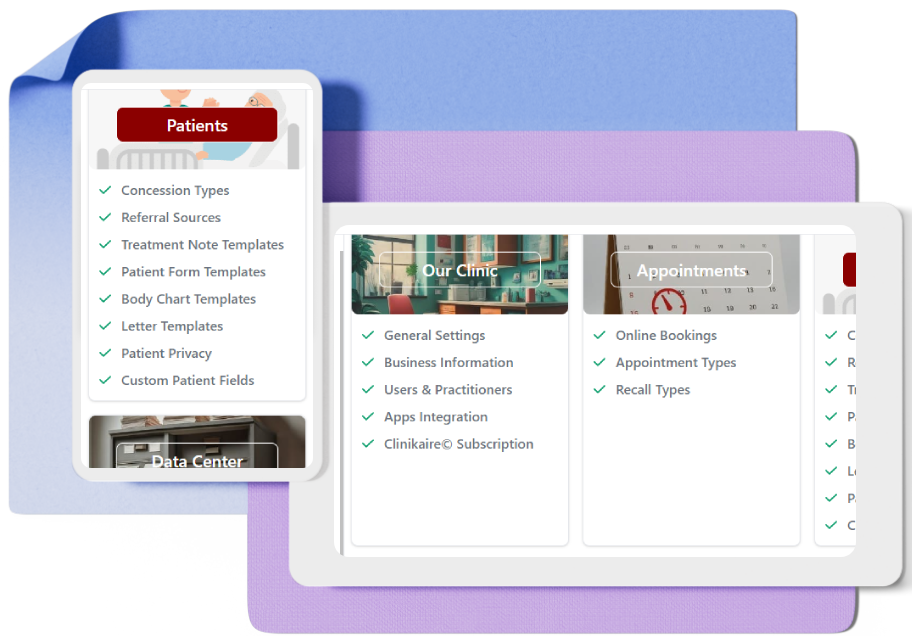 Patients
Concession Types
Referral Sources
Treatment Note Templates
Patient Form Templates
Body Chart Templates
Letter Templates
Patient Privacy
Custom Patient Fields
Data Center
Our Clinic
General Settings
Business Information
Users & Practitioners
Apps Integration
Clinikaire© Subscription
Appointments
Online Bookings
Appointment Types
Recall Types